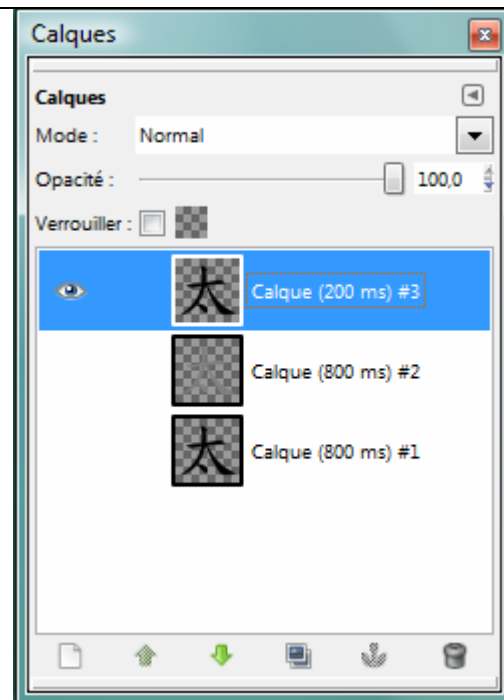 Calques
Calques
Mode : Normal
Opacité : 100,0
Verrouiller :
太 Calque (200 ms) #3
Calque (800 ms) #2
太 Calque (800 ms) #1